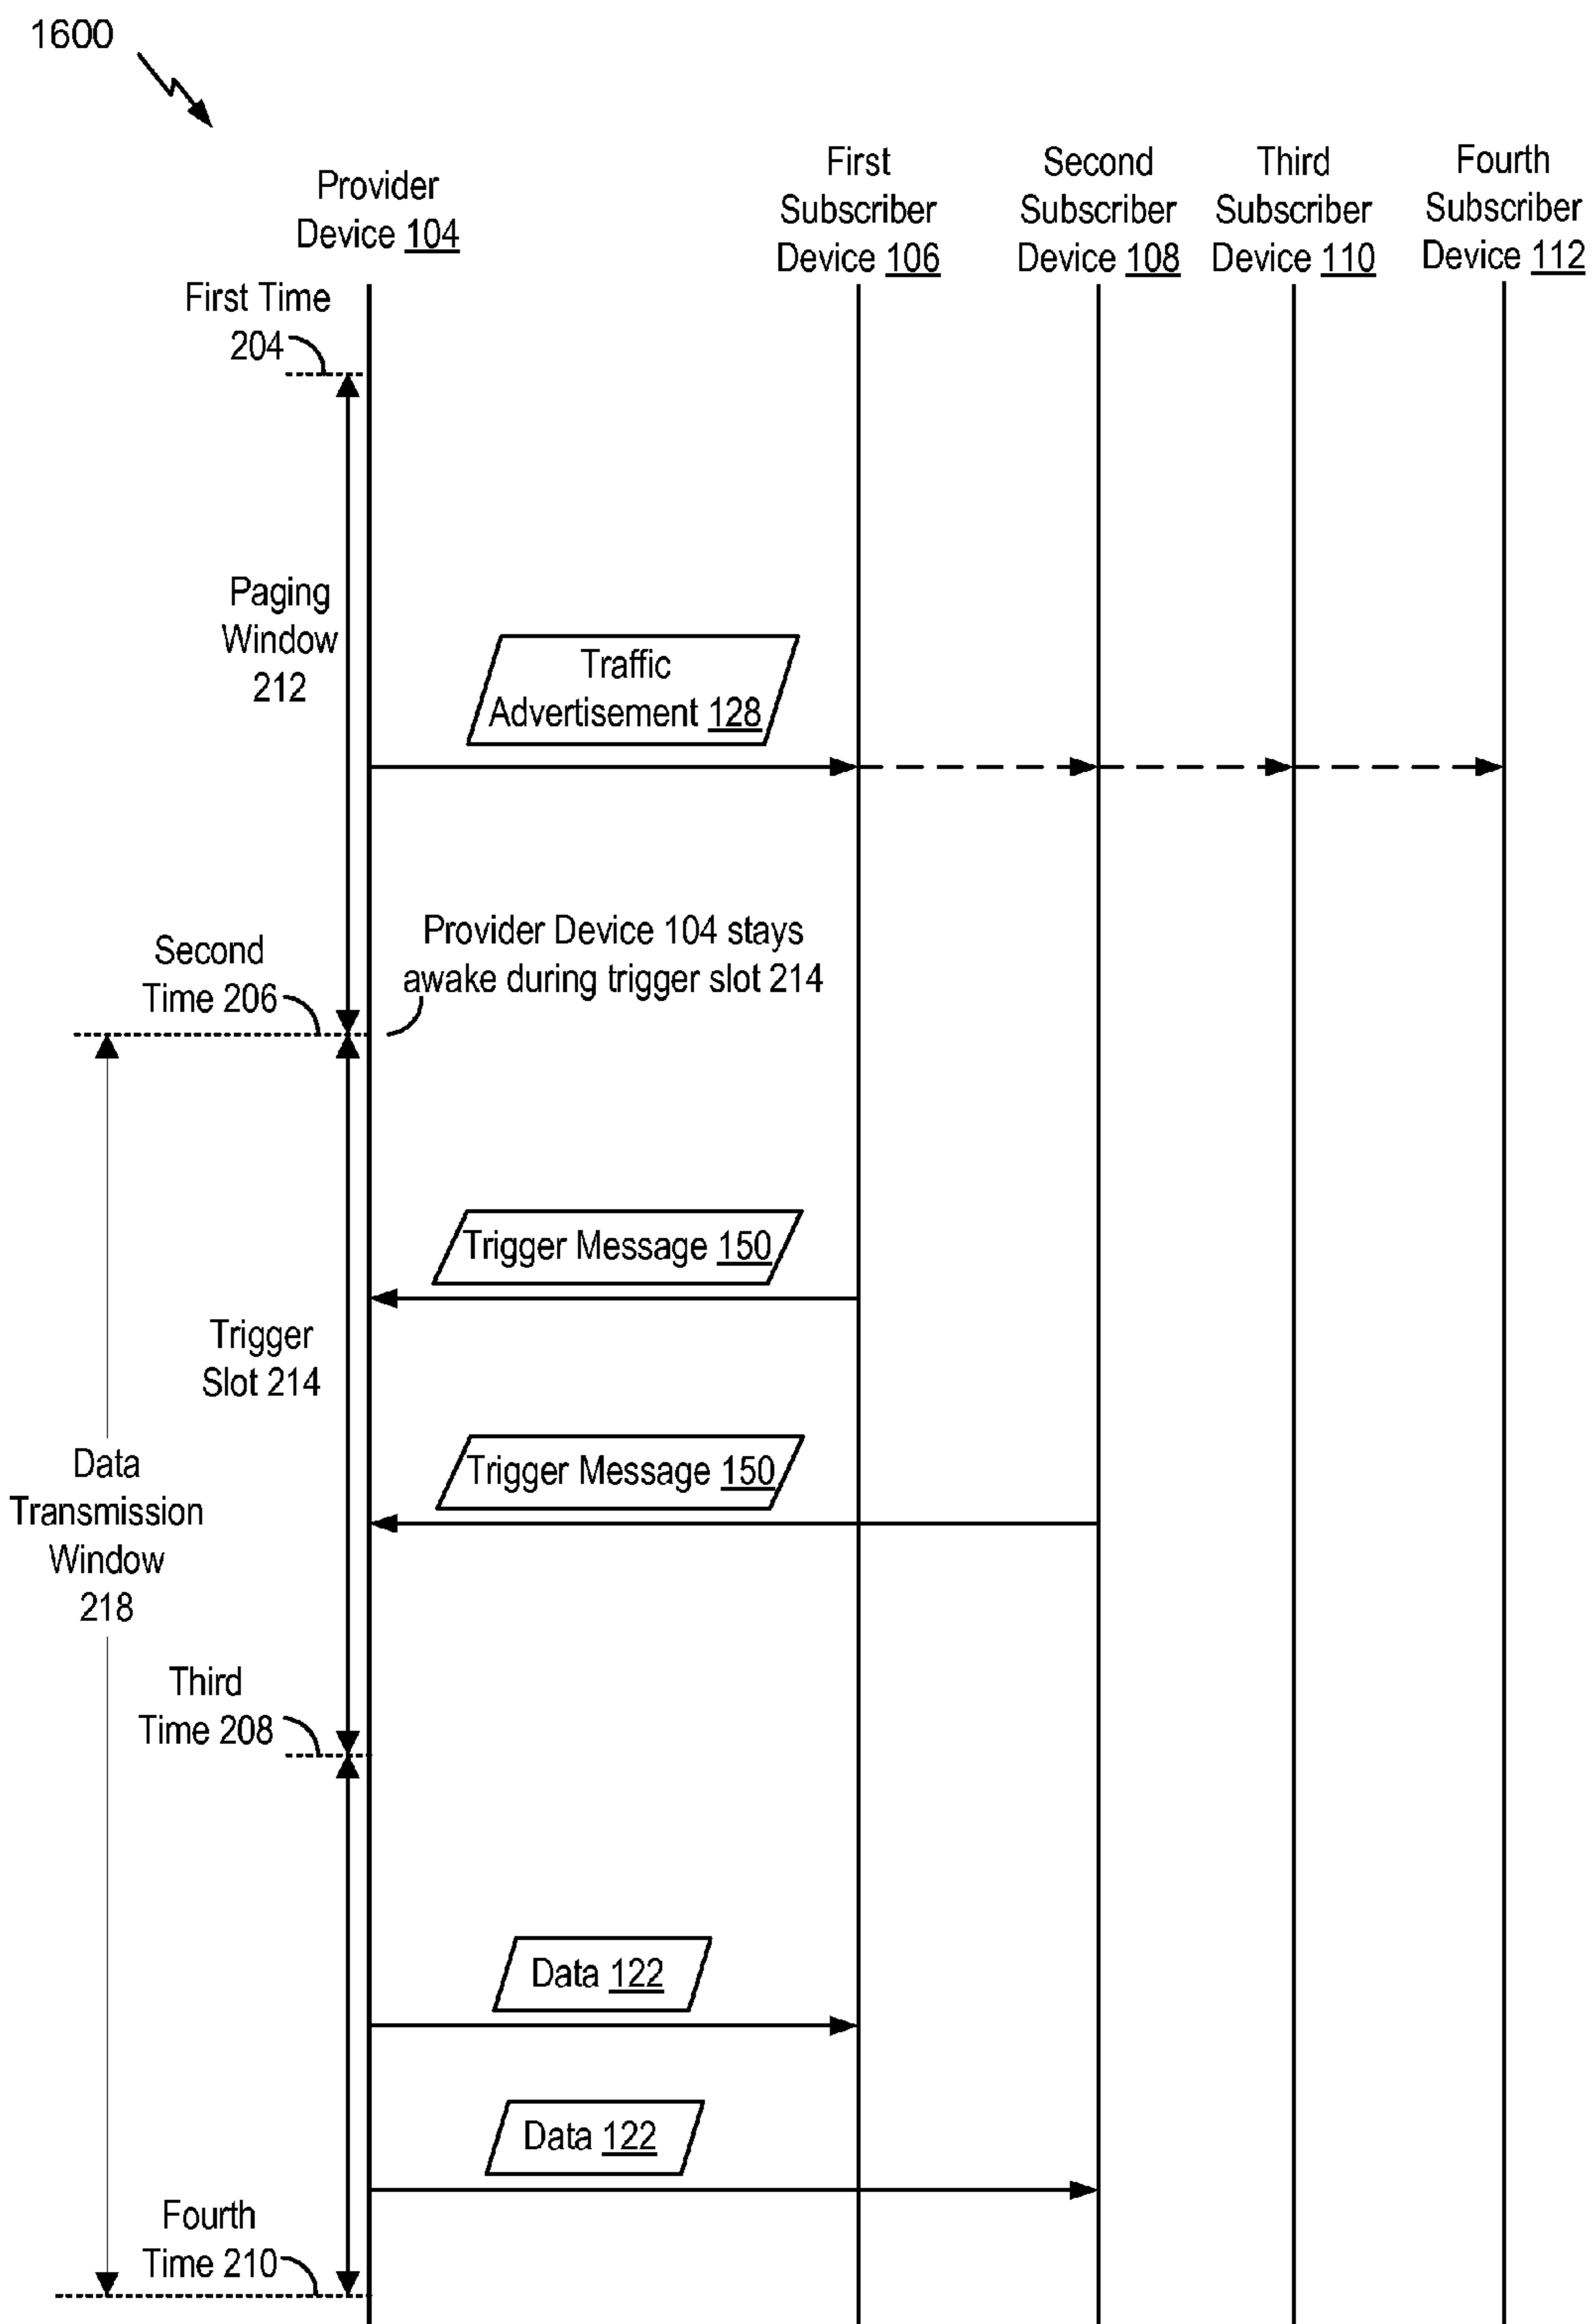 1600
Provider
Device 104
First
Subscriber
Device 106
Second
Subscriber
Device 108
Third
Subscriber
Device 110
Fourth
Subscriber
Device 112
First Time
204
Paging
Window
212
Traffic
Advertisement 128
Second
Time 206
Provider Device 104 stays
awake during trigger slot 214
Trigger Message 150
Trigger
Slot 214
Trigger Message 150
Data
Transmission
Window
218
Third
Time 208
Data 122
Data 122
Fourth
Time 210